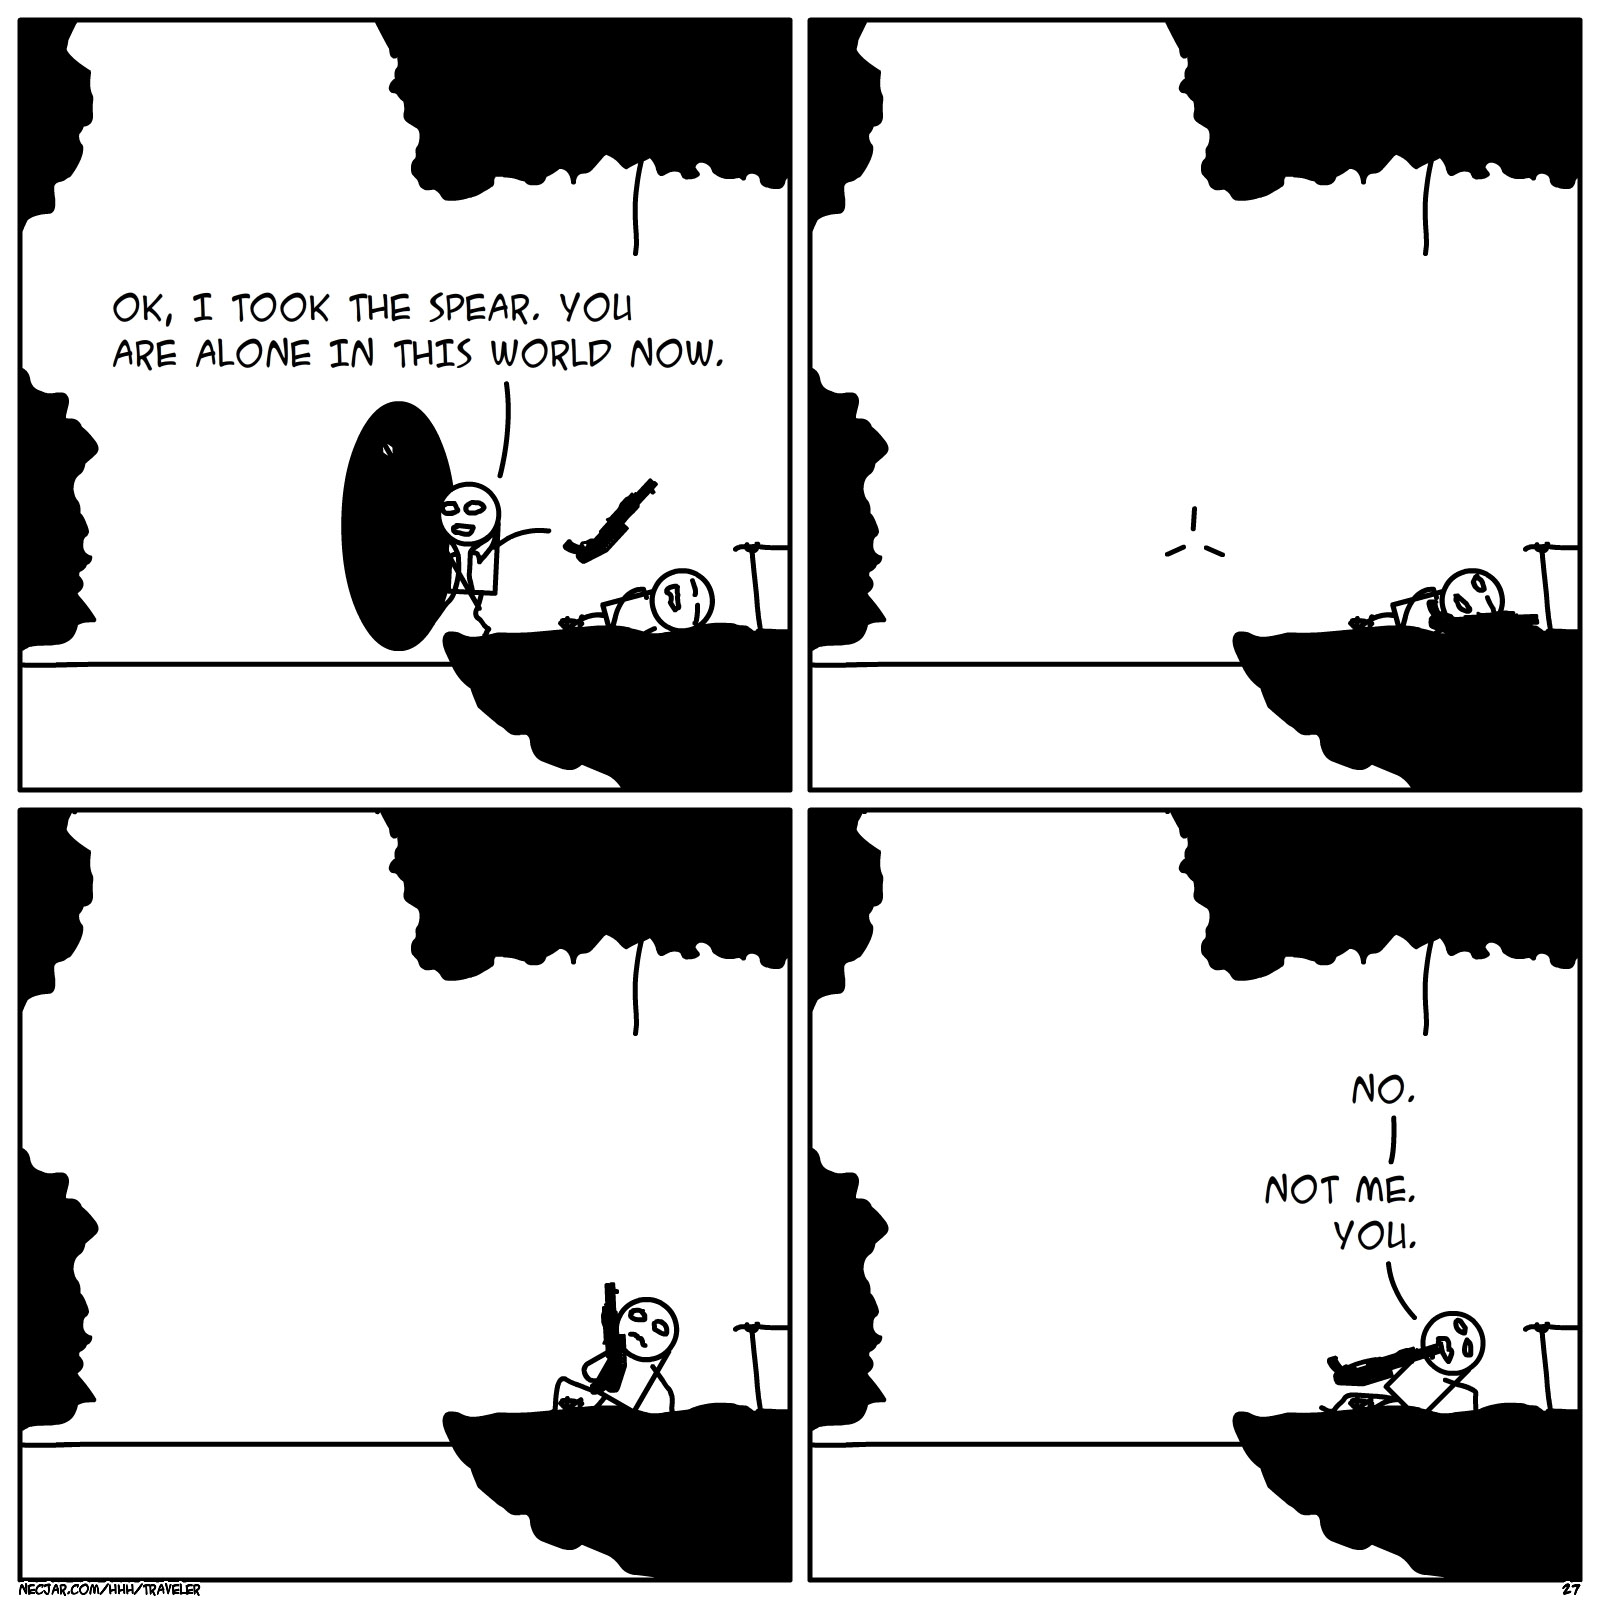 OK, I TOOK THE SPEAR. YOU
ARE ALONE IN THIS WORLD NOW.
NO.
NOT ME.
YOU.
NECJAR.COM/HHH/TRAVELER
27